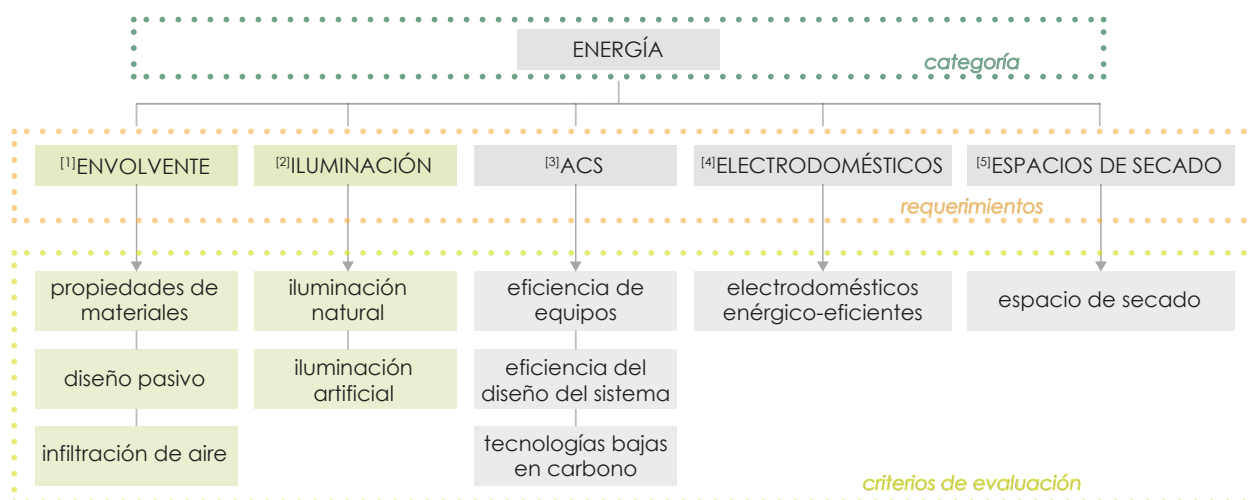 ENERGÍA
categoría
[1]ENVOLVENTE
[2]ILUMINACIÓN
[3]ACS
[4]ELECTRODOMÉSTICOS
[5]ESPACIOS DE SECADO
requerimientos
propiedades de
materiales
diseño pasivo
infiltración de aire
iluminación
natural
iluminación
artificial
eficiencia de
equipos
eficiencia del
diseño del sistema
tecnologías bajas
en carbono
electrodomésticos
enérgico-eficientes
espacio de secado
criterios de evaluación